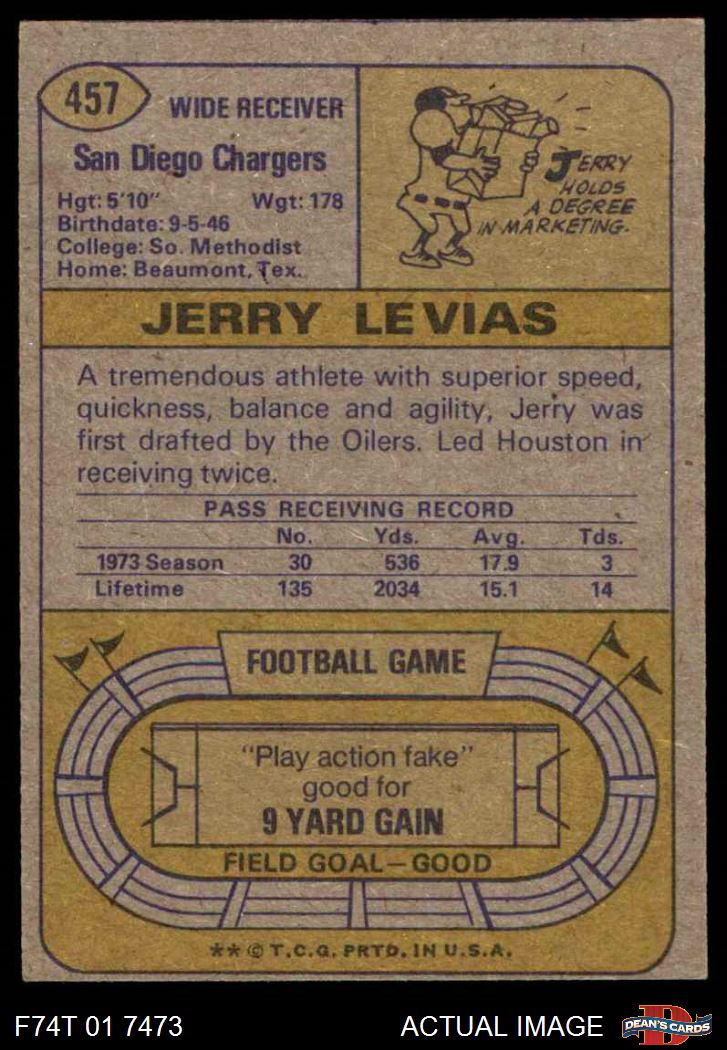 457
WIDE RECEIVER
San Diego Chargers
Hgt: 5'10" Wgt: 178
Birthdate: 9-5-46
College: So. Methodist
Home: Beaumont, Tex.
JERRY
HOLDS
A DEGREE
IN MARKETING.
JERRY LEVIAS
A tremendous athlete with superior speed,
quickness, balance and agility, Jerry was
first drafted by the Oilers. Led Houston in
receiving twice.
PASS RECEIVING RECORD
No. Yds. Avg. Tds.
1973 Season 30 536 17.9 3
Lifetime 135 2034 15.1 14
FOOTBALL GAME
"Play action fake"
good for
9 YARD GAIN
FIELD GOAL—GOOD
** © T.C.G. PRTD. IN U.S.A.
F74T 01 7473 ACTUAL IMAGE
D
DEAN'S CARDS